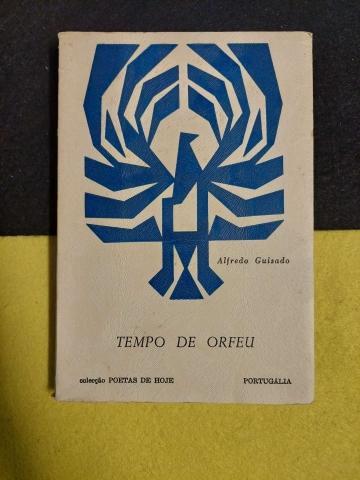 Alfredo Guisado
TEMPO DE ORFEU
colecção POETAS DE HOJE PORTUGÁLIA